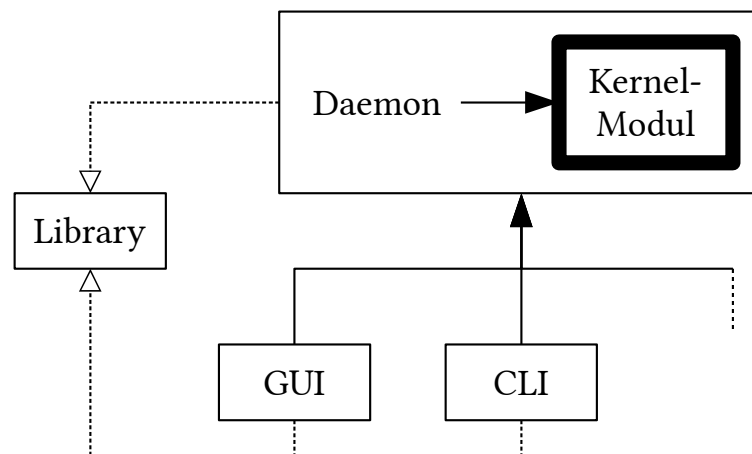 Daemon
Kernel-
Modul
Library
GUI
CLI